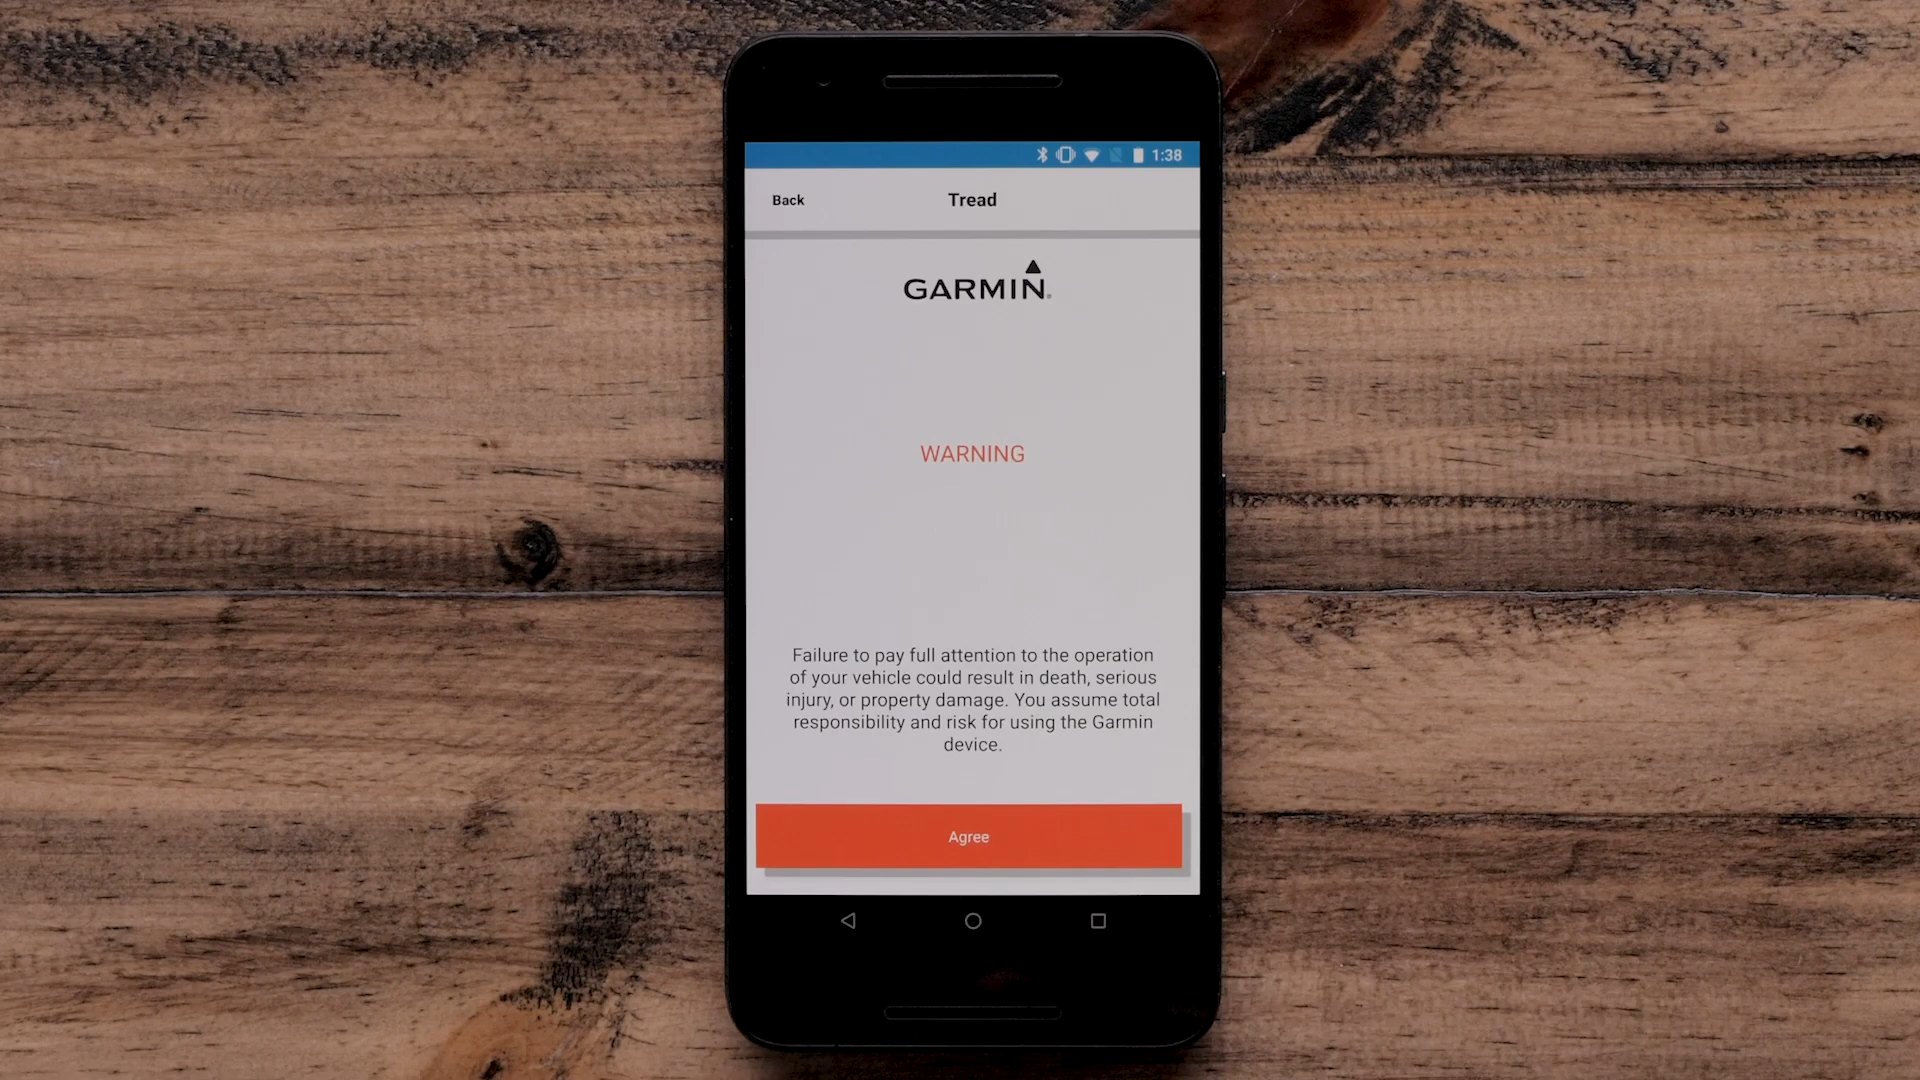 1:38
Back
Tread
GARMIN
WARNING
Failure to pay full attention to the operation
of your vehicle could result in death, serious
injury, or property damage. You assume total
responsibility and risk for using the Garmin
device.
Agree